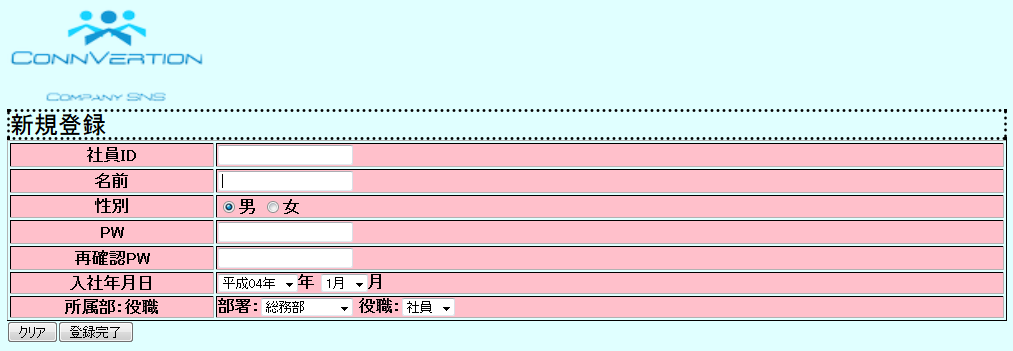 ConnVertion
Company SNS
新規登録
社員ID
名前
性別 男 女
PW
再確認PW
入社年月日 平成04年 年 1月 月
所属部:役職 部署: 総務部 役職: 社員
クリア 登録完了